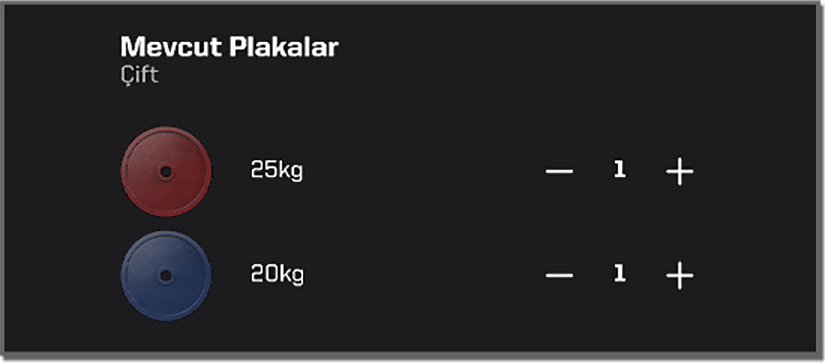 Mevcut Plakalar
Çift
25kg — 1 +
20kg — 1 +